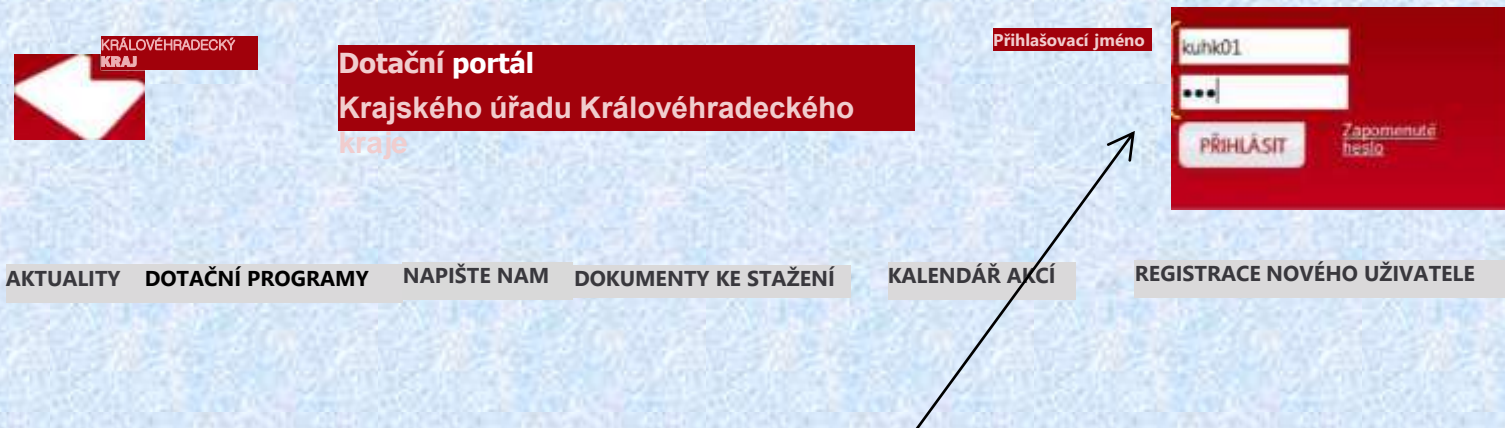 KRÁLOVÉHRADECKÝ
KRAJ
Dotační portál
Krajského úřadu Královéhradeckého
kraje
Přihlašovací jméno
kuhk01
•••
PŘIHLÁSIT
Zapomenuté
heslo
AKTUALITY DOTAČNÍ PROGRAMY NAPIŠTE NAM DOKUMENTY KE STAŽENÍ KALENDÁŘ AKCÍ REGISTRACE NOVÉHO UŽIVATELE